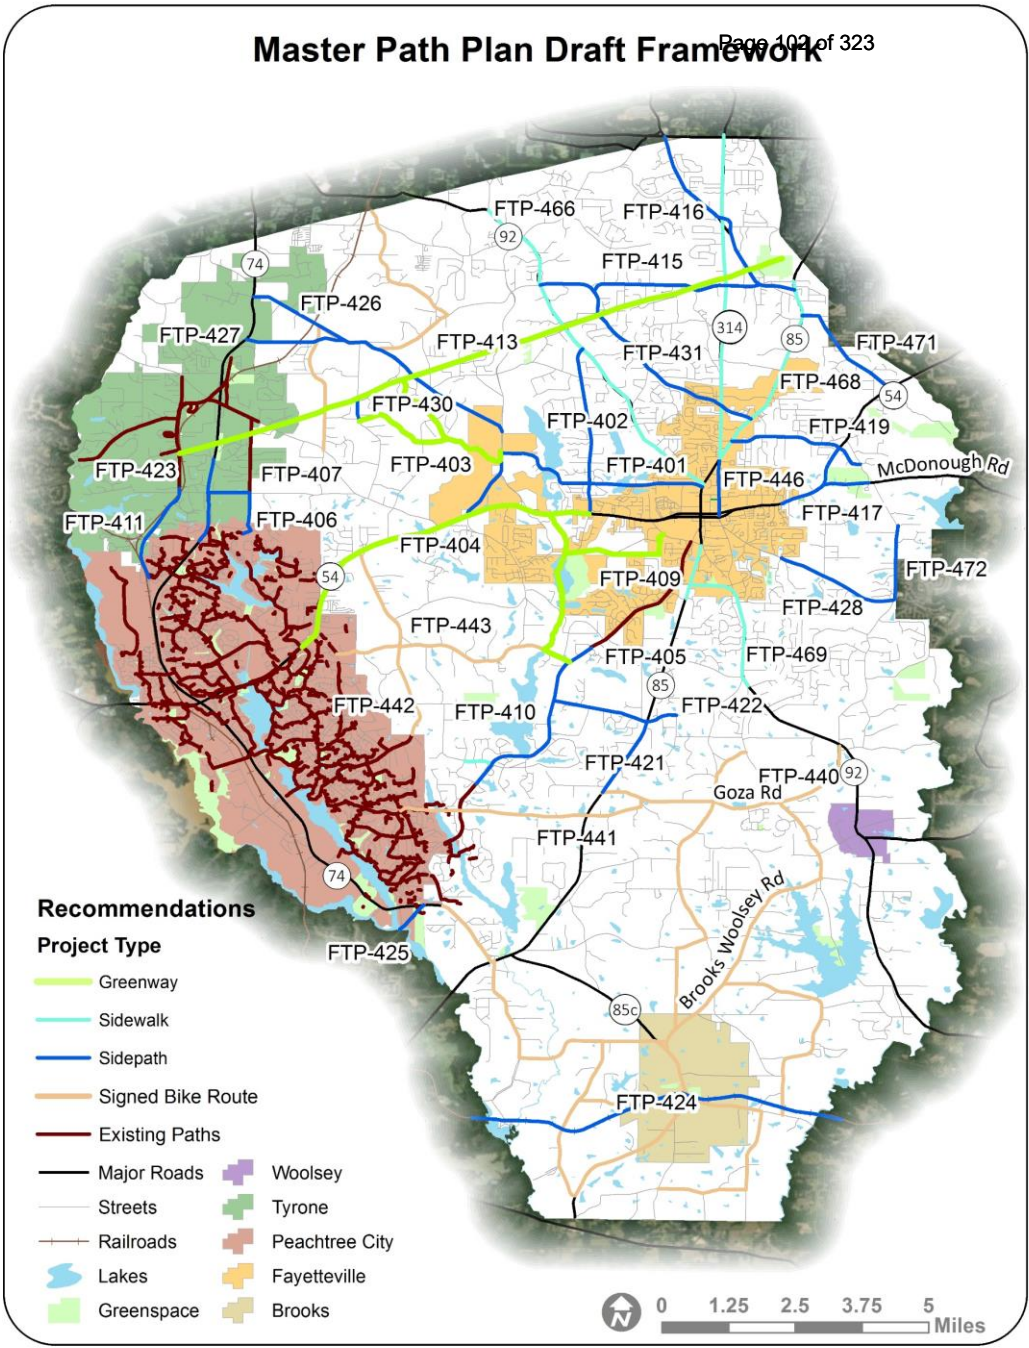 Master Path Plan Draft Framework
Page 102 of 323
FTP-466
FTP-416
92
FTP-415
74
FTP-426
FTP-427
314
FTP-413
85
FTP-431
FTP-471
FTP-468
54
FTP-430
FTP-402
FTP-419
FTP-403
FTP-401
McDonough Rd
FTP-423
FTP-407
FTP-446
FTP-417
FTP-411
FTP-406
FTP-404
FTP-472
54
FTP-409
FTP-428
FTP-443
FTP-405
FTP-469
85
FTP-442
FTP-410
FTP-422
FTP-421
FTP-440
92
Goza Rd
FTP-441
74
Brooks Woolsey Rd
FTP-425
85c
FTP-424
Recommendations
Project Type
Greenway
Sidewalk
Sidepath
Signed Bike Route
Existing Paths
Major Roads
Woolsey
Streets
Tyrone
Railroads
Peachtree City
Lakes
Fayetteville
Greenspace
Brooks
N
0 1.25 2.5 3.75 5
Miles